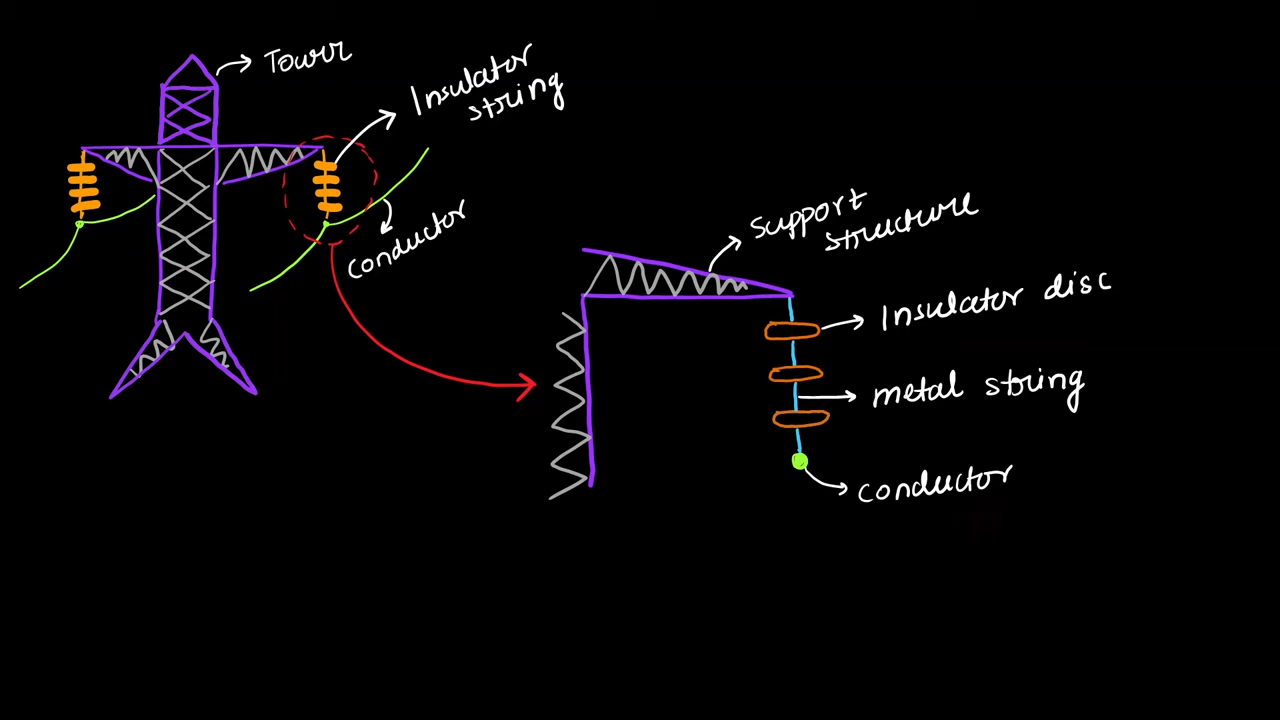 Tower
Insulator
string
conductor
support
structure
Insulator disc
metal string
conductor